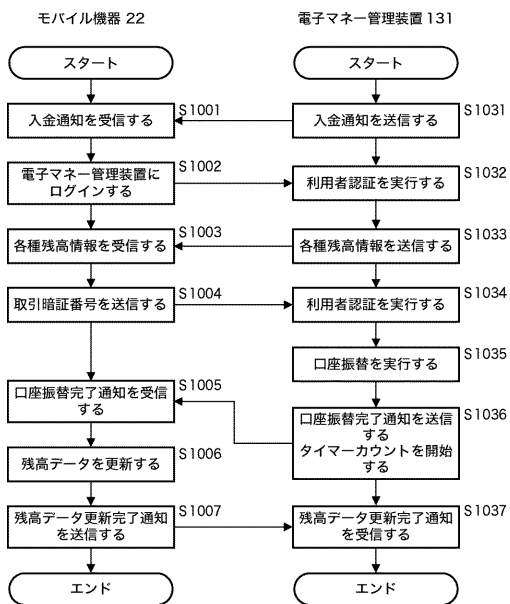 モバイル機器 22
電子マネー管理装置 131
スタート
スタート
入金通知を受信する
S1001
入金通知を送信する
S1031
電子マネー管理装置に
ログインする
S1002
利用者認証を実行する
S1032
各種残高情報を受信する
S1003
各種残高情報を送信する
S1033
取引暗証番号を送信する
S1004
利用者認証を実行する
S1034
口座振替を実行する
S1035
口座振替完了通知を受信
する
S1005
口座振替完了通知を送信
する
タイマーカウントを開始
する
S1036
残高データを更新する
S1006
残高データ更新完了通知
を送信する
S1007
残高データ更新完了通知
を受信する
S1037
エンド
エンド